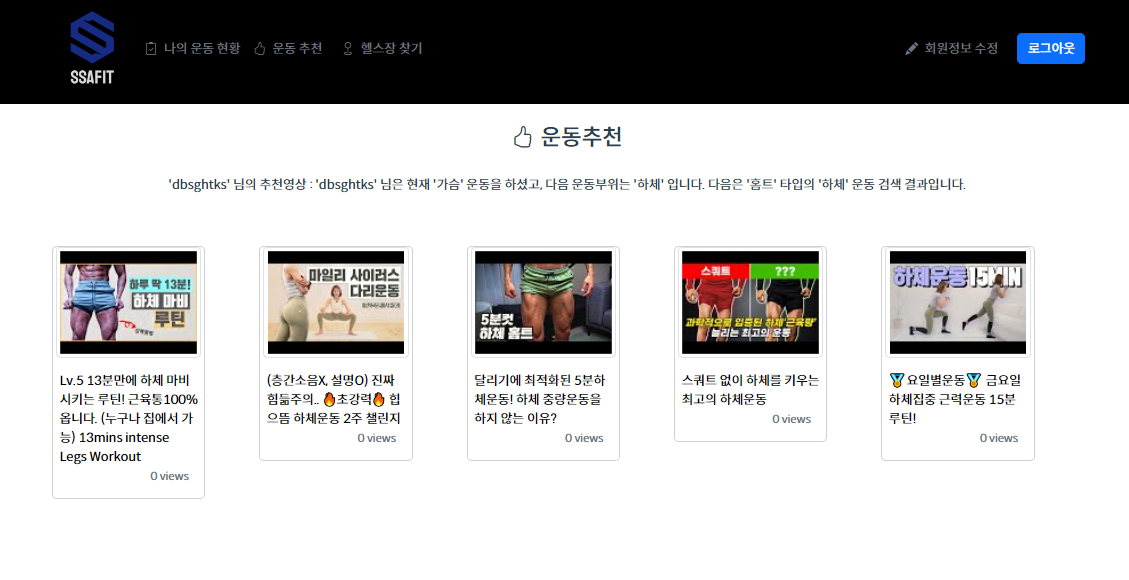 SSAFIT
나의 운동 현황
운동 추천
헬스장 찾기
회원정보 수정
로그아웃
운동추천
'dbsghtks' 님의 추천영상 : 'dbsghtks' 님은 현재 '가슴' 운동을 하셨고, 다음 운동부위는 '하체' 입니다. 다음은 '홈트' 타입의 '하체' 운동 검색 결과입니다.
하루 딱 13분!
하체 마비
루틴
Lv.5 13분만에 하체 마비
시키는 루틴! 근육통100%
옵니다. (누구나 집에서 가
능) 13mins intense
Legs Workout
0 views
마일리 사이러스
다리운동
(층간소음X, 설명O) 진짜
힘듦주의.. 🔥초강력🔥 힙
으뜸 하체운동 2주 챌린지
0 views
5분컷
하체 홈트
달리기에 최적화된 5분하
체운동! 하체 중량운동을
하지 않는 이유?
0 views
스쿼트
???
과학적으로 입증된 하체 근육량
늘리는 최고의 운동
스쿼트 없이 하체를 키우는
최고의 하체운동
0 views
하체운동 15MIN
🏅요일별운동🏅 금요일
하체집중 근력운동 15분
루틴!
0 views